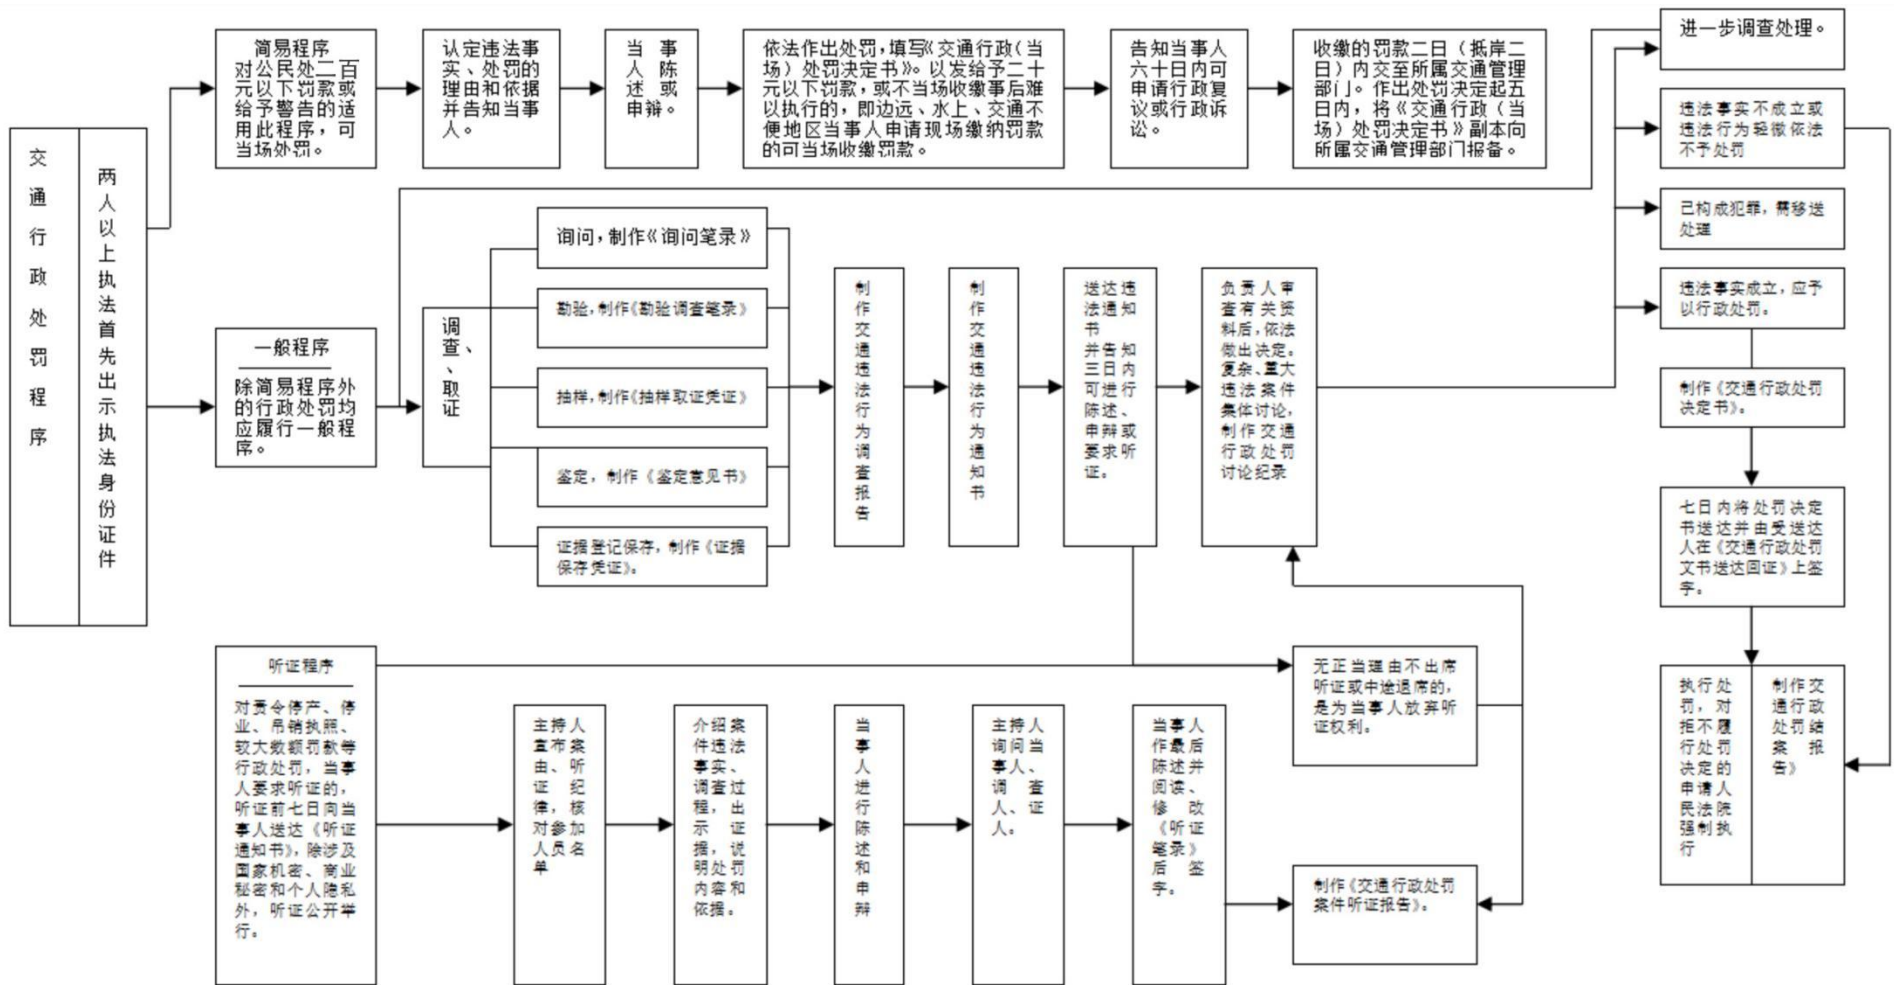 交通行政处罚程序
两人以上执法首先出示执法身份证件
简易程序
对公民处二百
元以下罚款或
给予警告的适
用此程序，可
当场处罚。
认定违法事
实、处罚的
理由和依据
并告知当事
人。
当事
人陈
述或
申辩。
依法作出处罚，填写《交通行政（当
场）处罚决定书》。以发给予二十
元以下罚款，或不当场收缴事后难
以执行的，即边远、水上、交通不
便地区当事人申请现场缴纳罚款
的可当场收缴罚款。
告知当事人
六十日内可
申请行政复
议或行政诉
讼。
收缴的罚款二日（抵岸二
日）内交至所属交通管理
部门。作出处罚决定起五
日内，将《交通行政（当
场）处罚决定书》副本向
所属交通管理部门报备。
一般程序
除简易程序外
的行政处罚均
应履行一般程
序。
调查、
取证
询问，制作《询问笔录》
勘验，制作《勘验调查笔录》
抽样，制作《抽样取证凭证》
鉴定，制作《鉴定意见书》
证据登记保存，制作《证据
保存凭证》。
制作交通违法行为调查报告
制作交通违法行为通知书
送达违
法通知
书
并告知
三日内
可进行
陈述、
申辩或
要求听
证。
负责人审
查有关资
料后，依法
做出决定。
复杂、重大
违法案件
集体讨论，
制作交通
行政处罚
讨论纪录
进一步调查处理。
违法事实不成立或
违法行为轻微依法
不予处罚
已构成犯罪，需移送
处理
违法事实成立，应予
以行政处罚。
制作《交通行政处罚
决定书》。
七日内将处罚决定
书送达并由受送达
人在《交通行政处罚
文书送达回证》上签
字。
执行处
罚，对
拒不履
行处罚
决定的
申请人
民法院
强制执
行
制作交
通行政
处罚结
案报
告》
听证程序
对责令停产、停
业、吊销执照、
较大数额罚款等
行政处罚，当事
人要求听证的，
听证前七日向当
事人送达《听证
通知书》，除涉及
国家机密、商业
秘密和个人隐私
外，听证公开举
行。
主持人
宣布案
由、听
证纪
律，核
对参加
人员名
单
介绍案
件违法
事实、
调查过
程，出
示证
据，说
明处罚
内容和
依据。
当事人进行陈述和申辩
主持人
询问当
事人、
调查
人、证
人。
当事人
作最后
陈述并
阅读、
修改
《听证
笔录》
后签
字。
无正当理由不出席
听证或中途退席的，
是为当事人放弃听
证权利。
制作《交通行政处罚
案件听证报告》。